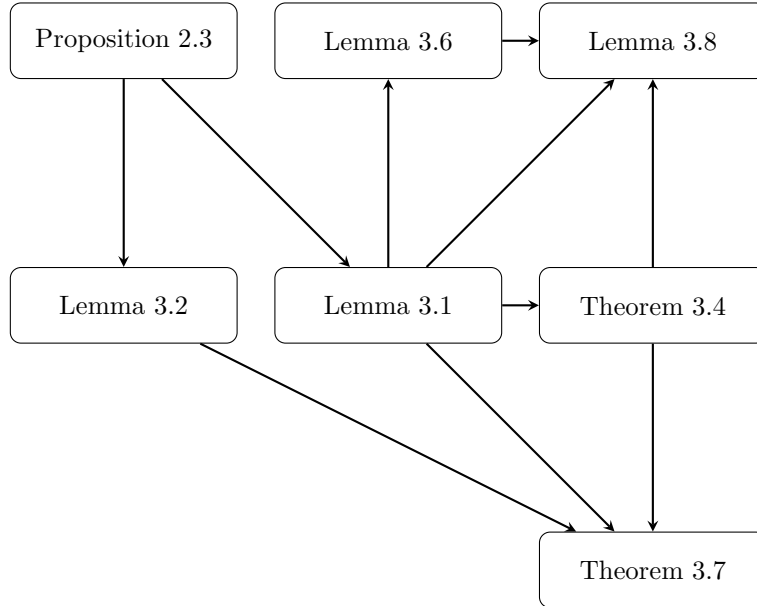 Proposition 2.3
Lemma 3.6
Lemma 3.8
Lemma 3.2
Lemma 3.1
Theorem 3.4
Theorem 3.7